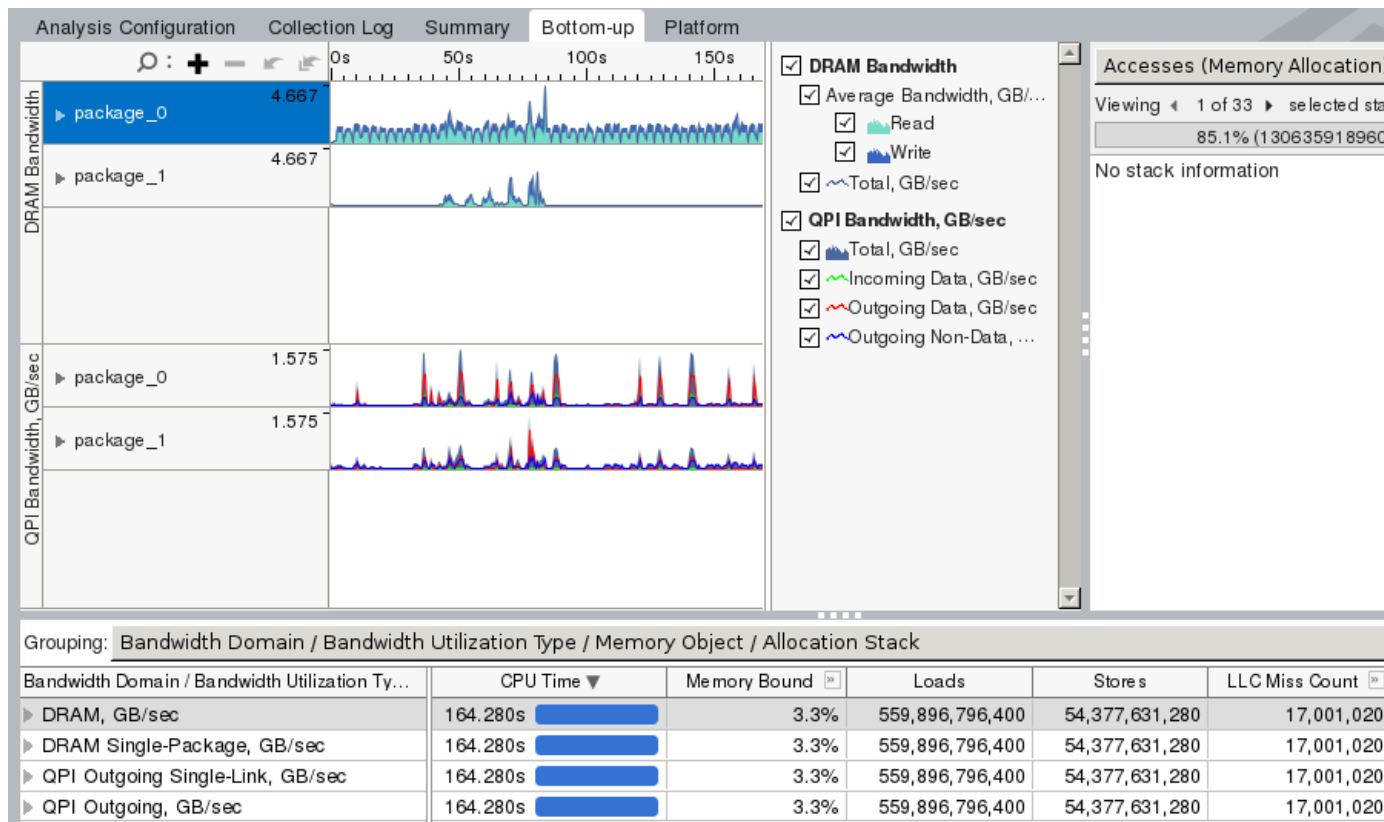 Analysis Configuration Collection Log Summary Bottom-up Platform
0s 50s 100s 150s
DRAM Bandwidth
package_0 4.667
package_1 4.667
QPI Bandwidth, GB/sec
package_0 1.575
package_1 1.575
DRAM Bandwidth
Average Bandwidth, GB/...
Read
Write
Total, GB/sec
QPI Bandwidth, GB/sec
Total, GB/sec
Incoming Data, GB/sec
Outgoing Data, GB/sec
Outgoing Non-Data, ...
Accesses (Memory Allocation
Viewing 1 of 33 selected sta
85.1% (130635918960
No stack information
Grouping: Bandwidth Domain / Bandwidth Utilization Type / Memory Object / Allocation Stack
Bandwidth Domain / Bandwidth Utilization Ty... CPU Time Memory Bound Loads Stores LLC Miss Count
DRAM, GB/sec 164.280s 3.3% 559,896,796,400 54,377,631,280 17,001,020
DRAM Single-Package, GB/sec 164.280s 3.3% 559,896,796,400 54,377,631,280 17,001,020
QPI Outgoing Single-Link, GB/sec 164.280s 3.3% 559,896,796,400 54,377,631,280 17,001,020
QPI Outgoing, GB/sec 164.280s 3.3% 559,896,796,400 54,377,631,280 17,001,020